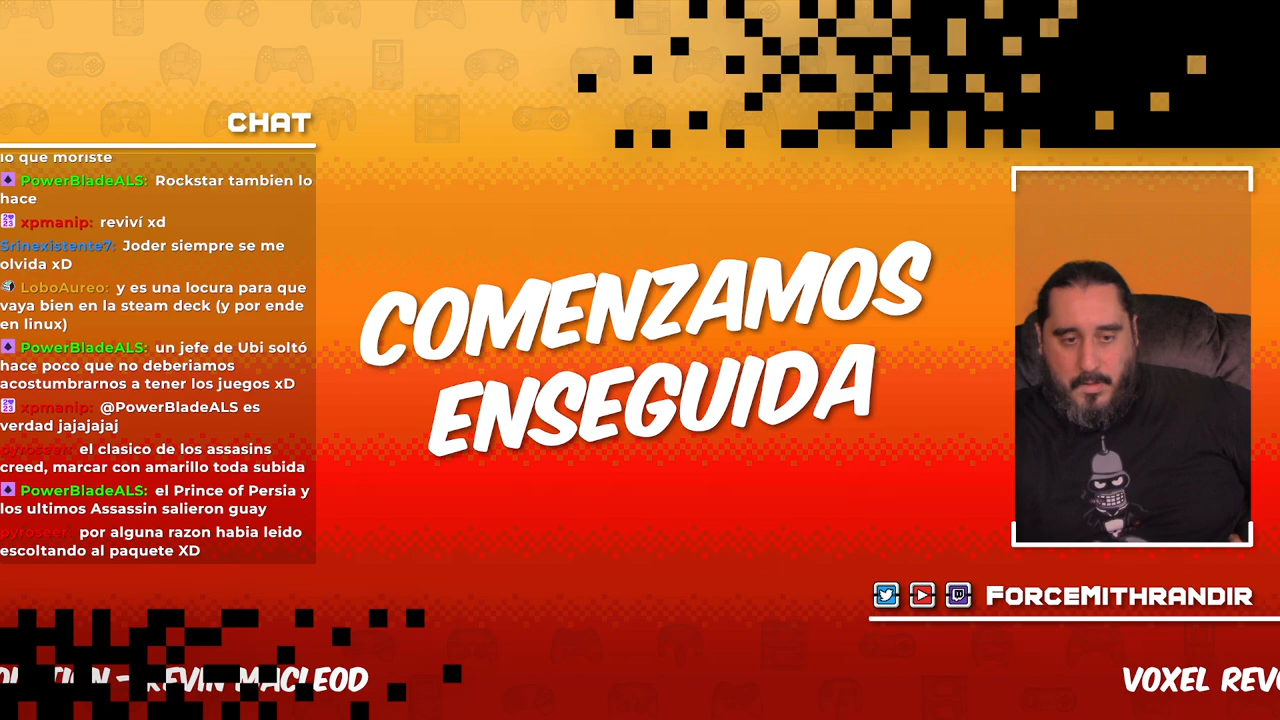 CHAT
lo que moriste
PowerBladeALS: Rockstar tambien lo
hace
xpmanip: reviví xd
Srinexistente7: Joder siempre se me
olvida xD
LoboAureo: y es una locura para que
vaya bien en la steam deck (y por ende
en linux)
PowerBladeALS: un jefe de Ubi soltó
hace poco que no deberiamos
acostumbrarnos a tener los juegos xD
xpmanip: @PowerBladeALS es
verdad jajajajaj
pyroseer: el clasico de los assasins
creed, marcar con amarillo toda subida
PowerBladeALS: el Prince of Persia y
los ultimos Assassin salieron guay
pyroseer: por alguna razon habia leido
escoltando al paquete XD
COMENZAMOS
ENSEGUIDA
FORCEMITHRANDIR
- KEVIN MACLEOD
VOXEL